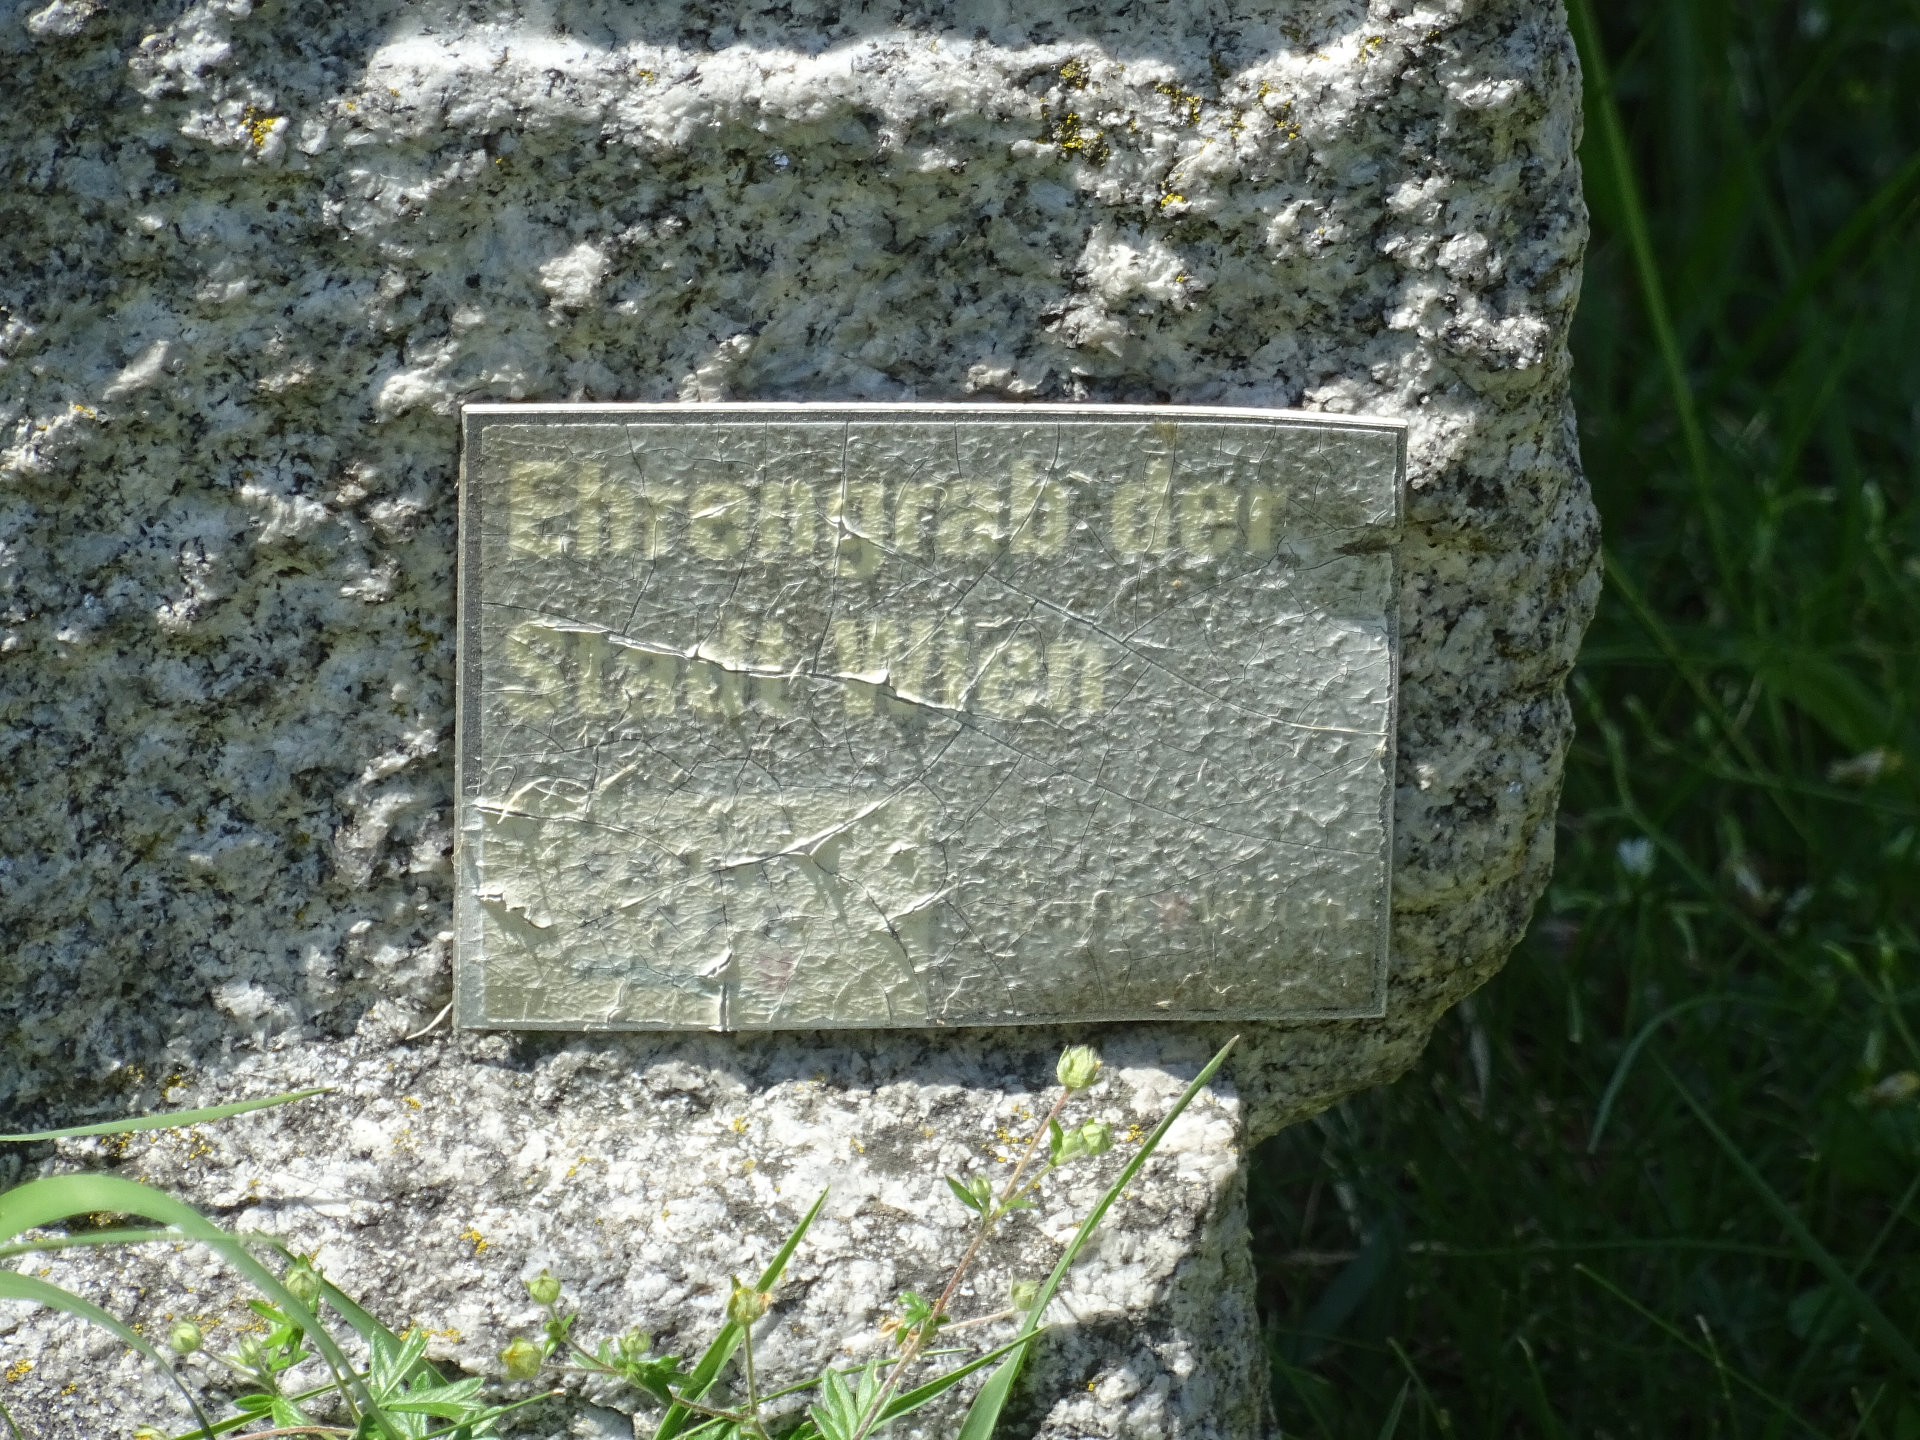 Ehrengrab der
Stadt Wien